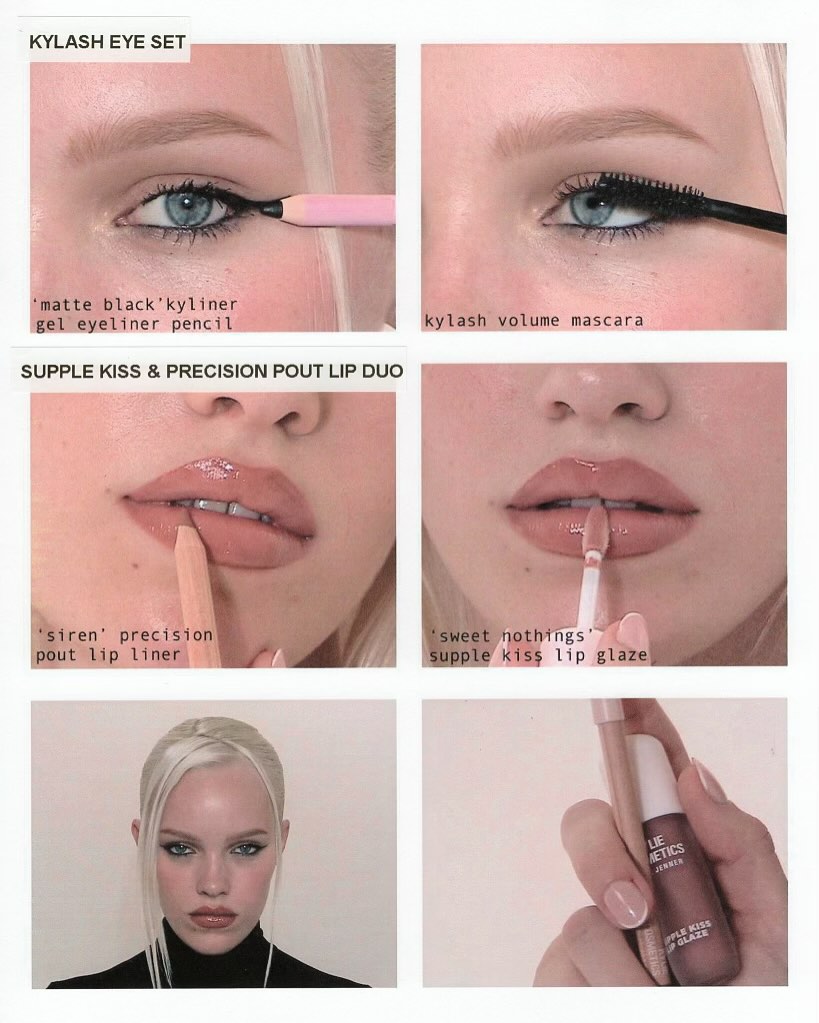 KYLASH EYE SET
‘matte black’kyliner
gel eyeliner pencil
kylash volume mascara
SUPPLE KISS & PRECISION POUT LIP DUO
‘siren’ precision
pout lip liner
‘sweet nothings’
supple kiss lip glaze
LIE
METICS
JENNER
PPLE KISS
LIP GLAZE
OSMETICS